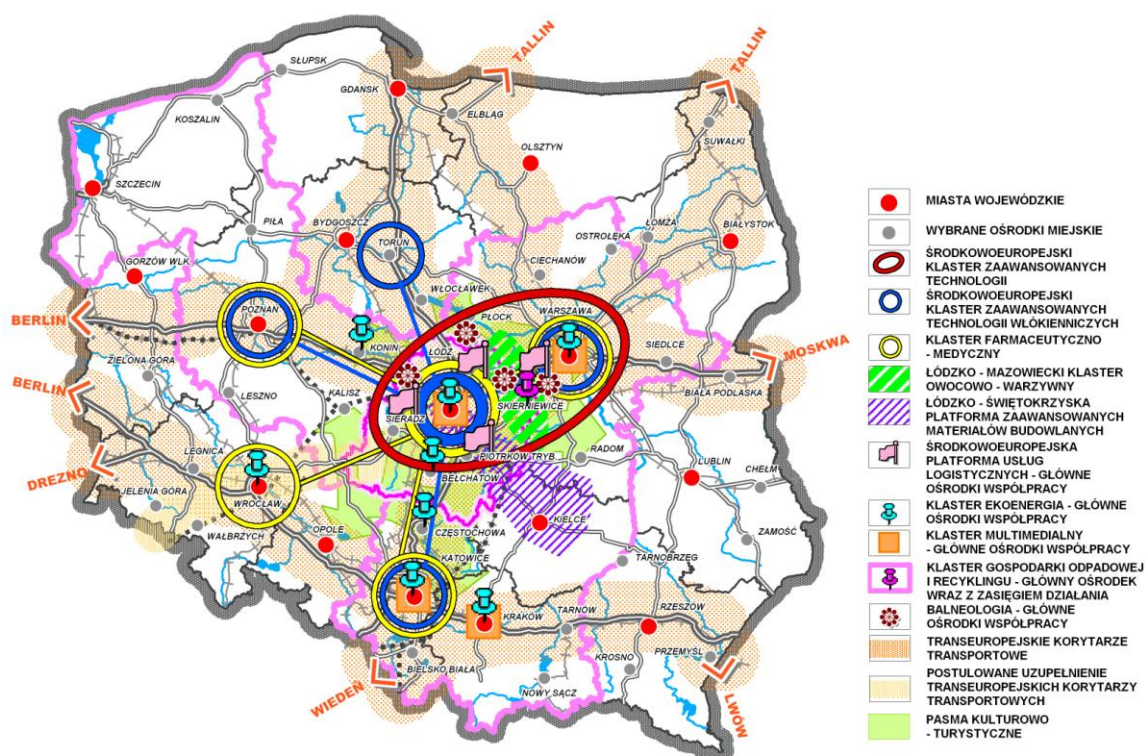 TALLIN
TALLIN
SŁUPSK
GDAŃSK
KOSZALIN
ELBLĄG
SUWAŁKI
OLSZTYN
SZCZECIN
PIŁA
BYDGOSZCZ
TORUŃ
OSTROŁĘKA
ŁOMŻA
BIAŁYSTOK
GORZÓW WLK.
CIECHANÓW
WŁOCŁAWEK
PŁOCK
WARSZAWA
BERLIN
POZNAŃ
KONIN
ŁÓDŹ
SIEDLCE
MOSKWA
ZIELONA GÓRA
BERLIN
LESZNO
KALISZ
SIERADZ
SKIERNIEWICE
BIAŁA PODLASKA
DREZNO
LEGNICA
PIOTRKÓW TRYB.
RADOM
LUBLIN
CHEŁM
JELENIA GÓRA
WROCŁAW
BEŁCHATÓW
WAŁBRZYCH
OPOLE
CZĘSTOCHOWA
KIELCE
ZAMOŚĆ
KATOWICE
TARNOBRZEG
KRAKÓW
TARNÓW
RZESZÓW
WIEDEŃ
BIELSKO BIAŁA
KROSNO
PRZEMYŚL
NOWY SĄCZ
LWÓW
MIASTA WOJEWÓDZKIE
WYBRANE OŚRODKI MIEJSKIE
ŚRODKOWOEUROPEJSKI
KLASTER ZAAWANSOWANYCH
TECHNOLOGII
ŚRODKOWOEUROPEJSKI
KLASTER ZAAWANSOWANYCH
TECHNOLOGII WŁÓKIENNICZYCH
KLASTER FARMACEUTYCZNO
- MEDYCZNY
ŁÓDZKO - MAZOWIECKI KLASTER
OWOCOWO - WARZYWNY
ŁÓDZKO - ŚWIĘTOKRZYSKA
PLATFORMA ZAAWANSOWANYCH
MATERIAŁÓW BUDOWLANYCH
ŚRODKOWOEUROPEJSKA
PLATFORMA USŁUG
LOGISTYCZNYCH - GŁÓWNE
OŚRODKI WSPÓŁPRACY
KLASTER EKOENERGIA - GŁÓWNE
OŚRODKI WSPÓŁPRACY
KLASTER MULTIMEDIALNY
- GŁÓWNE OŚRODKI WSPÓŁPRACY
KLASTER GOSPODARKI ODPADOWEJ
I RECYKLINGU - GŁÓWNY OŚRODEK
WRAZ Z ZASIĘGIEM DZIAŁANIA
BALNEOLOGIA - GŁÓWNE
OŚRODKI WSPÓŁPRACY
TRANSEUROPEJSKIE KORYTARZE
TRANSPORTOWE
POSTULOWANE UZUPEŁNIENIE
TRANSEUROPEJSKICH KORYTARZY
TRANSPORTOWYCH
PASMA KULTUROWO
- TURYSTYCZNE